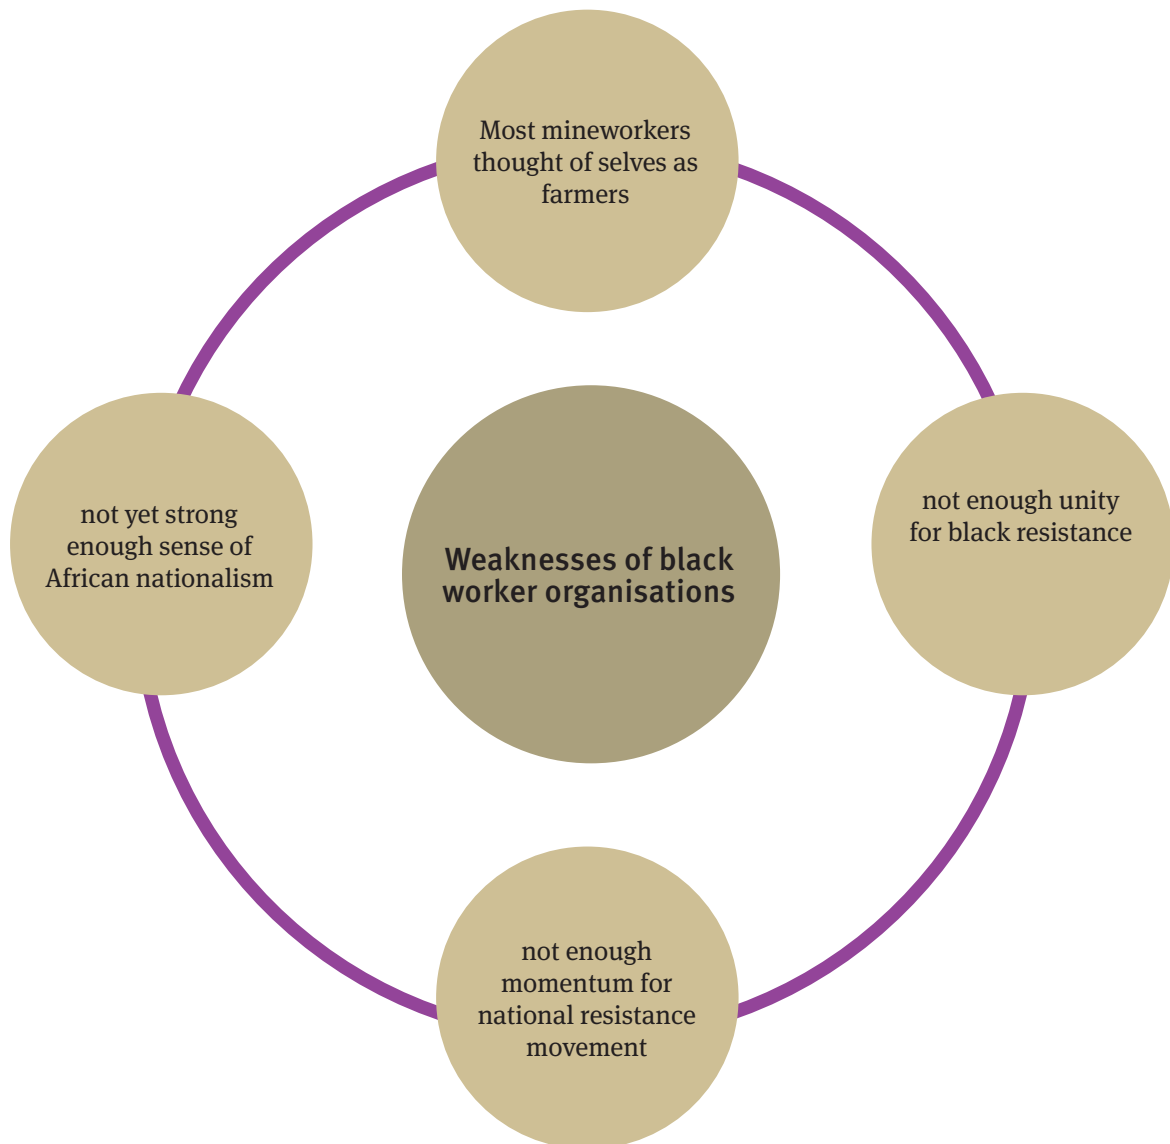 Most mineworkers
thought of selves as
farmers
not enough unity
for black resistance
not yet strong
enough sense of
African nationalism
Weaknesses of black
worker organisations
not enough
momentum for
national resistance
movement